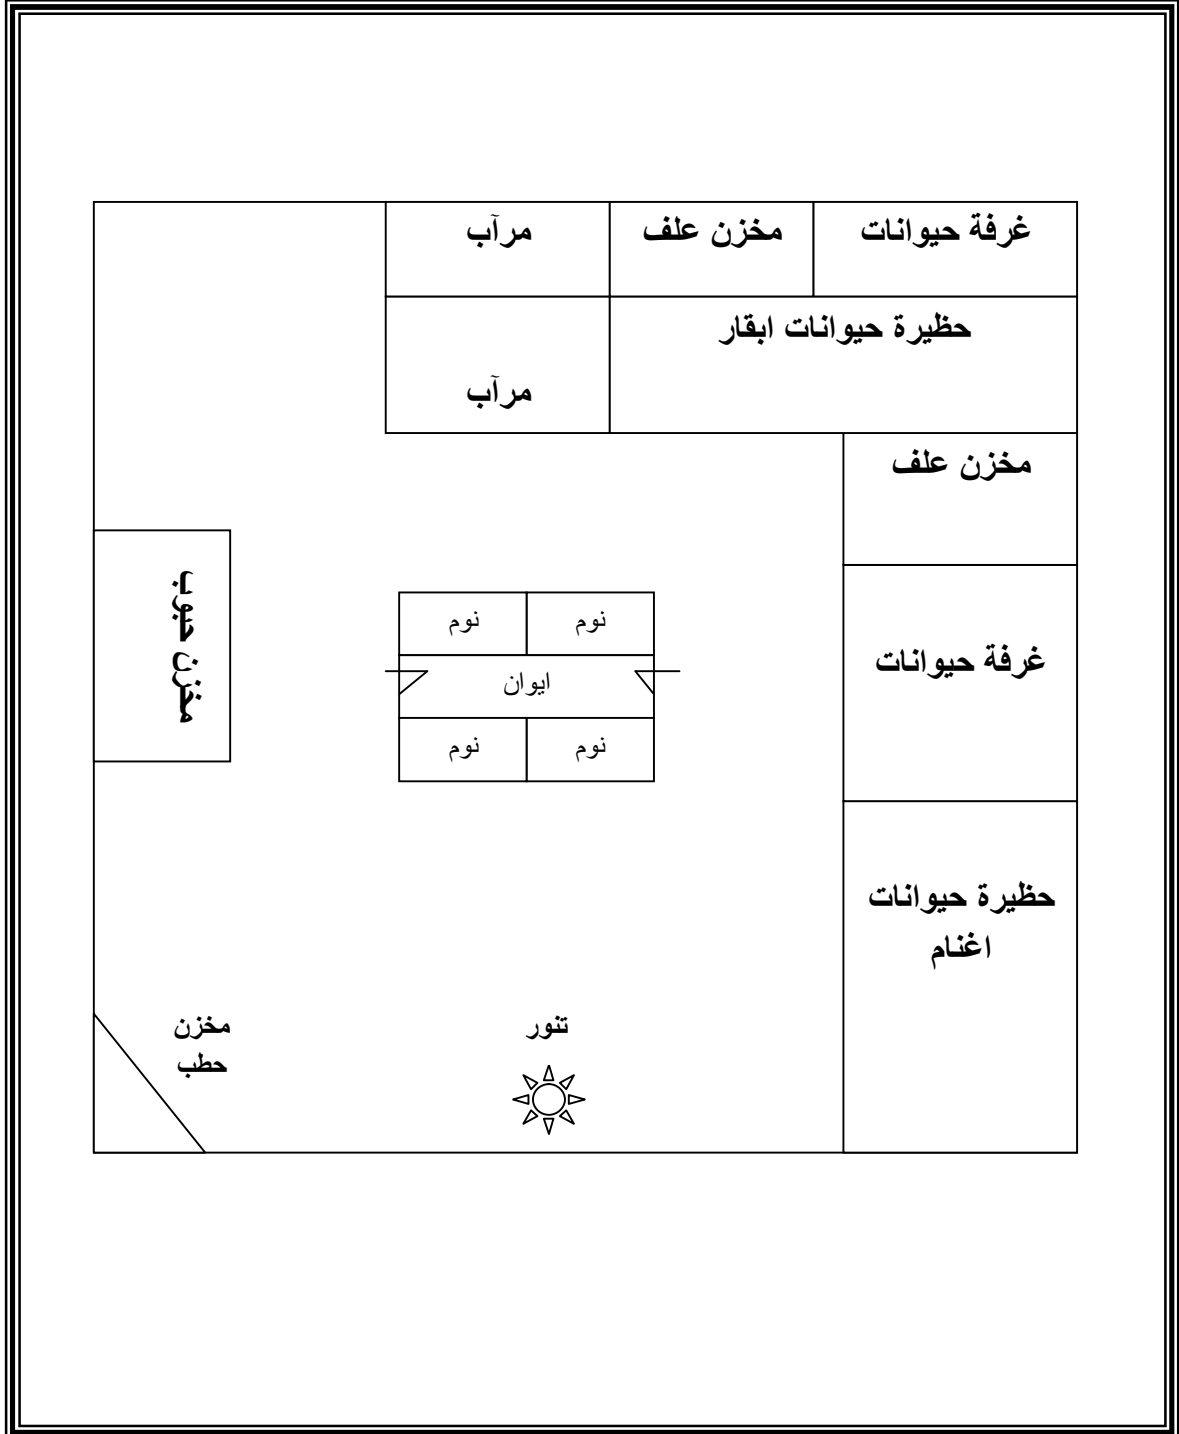 غرفة حيوانات
مخزن علف
مرآب
حظيرة حيوانات ابقار
مرآب
مخزن علف
مخزن حبوب
نوم
نوم
غرفة حيوانات
ايوان
نوم
نوم
حظيرة حيوانات
اغنام
تنور
مخزن
حطب